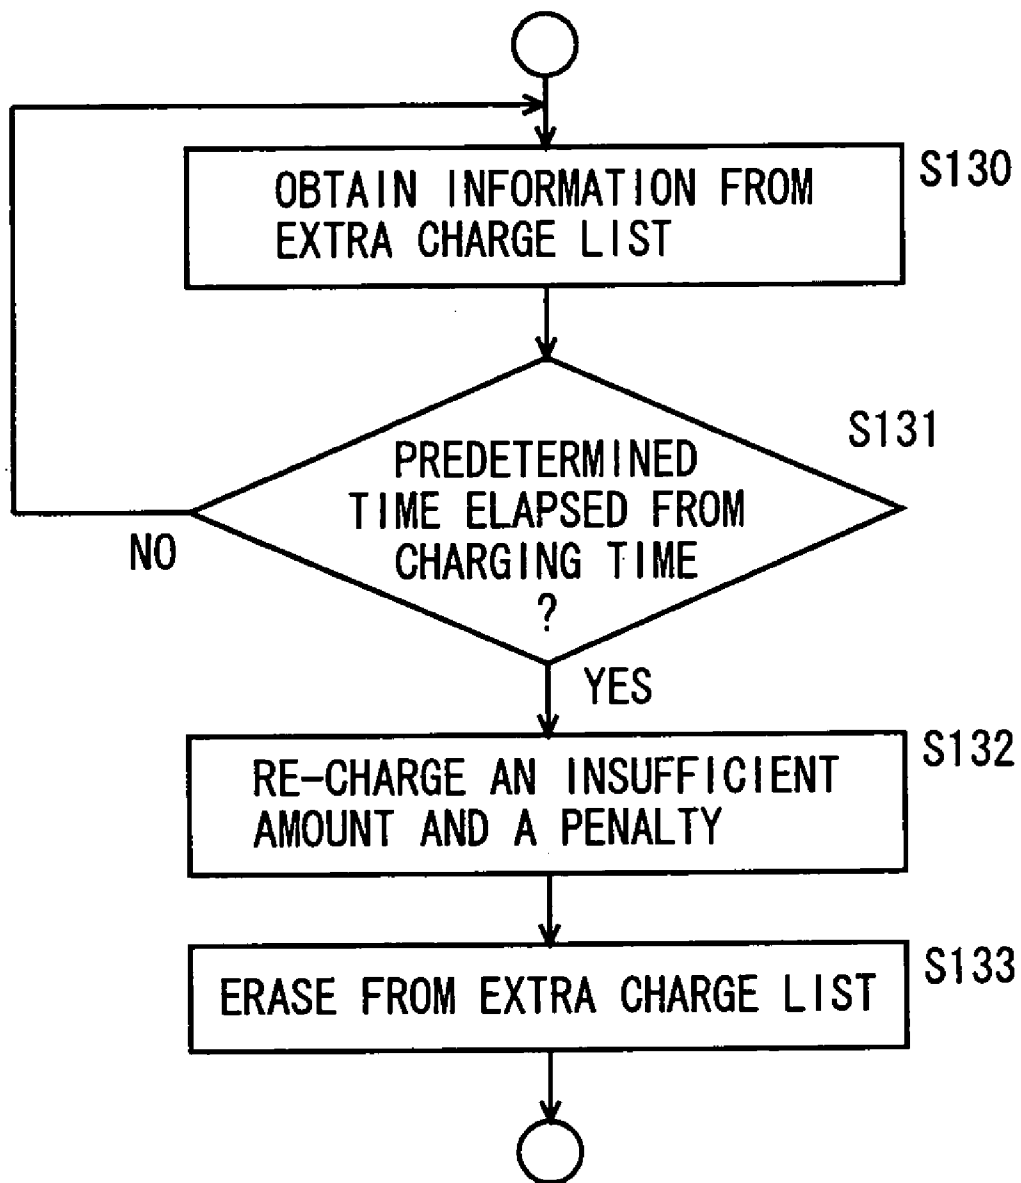 S130
OBTAIN INFORMATION FROM
EXTRA CHARGE LIST
S131
PREDETERMINED
TIME ELAPSED FROM
CHARGING TIME
?
NO
YES
S132
RE-CHARGE AN INSUFFICIENT
AMOUNT AND A PENALTY
S133
ERASE FROM EXTRA CHARGE LIST